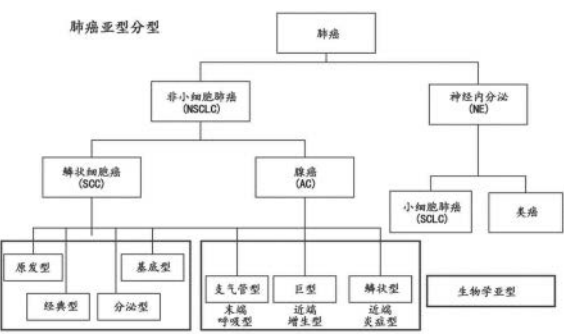 肺癌亚型分型
肺癌
非小细胞肺癌
(NSCLC)
神经内分泌
(NE)
鳞状细胞癌
(SCC)
腺癌
(AC)
小细胞肺癌
(SCLC)
类癌
原发型
基底型
经典型
分泌型
支气管型
巨型
鳞状型
末端
呼吸型
近端
增生型
近端
炎症型
生物学亚型